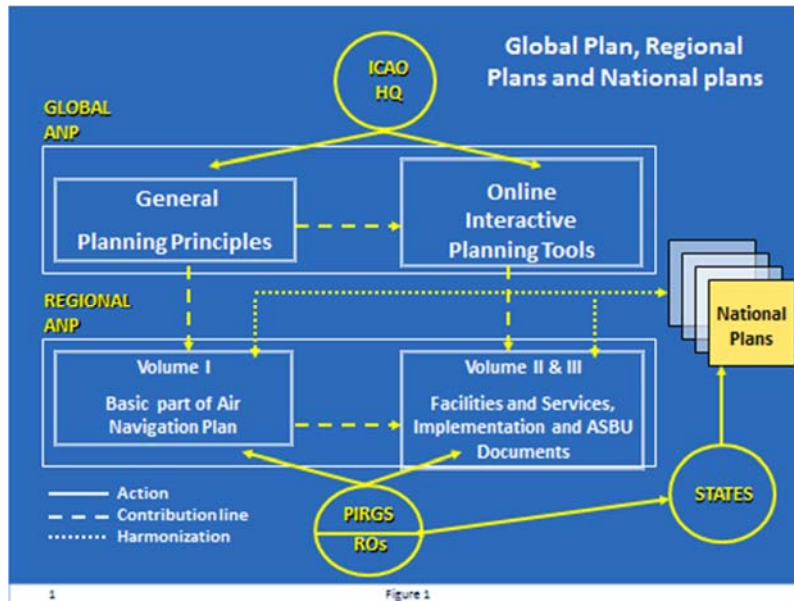 Global Plan, Regional
Plans and National plans
ICAO
HQ
GLOBAL
ANP
General
Planning Principles
Online
Interactive
Planning Tools
REGIONAL
ANP
National
Plans
Volume I
Basic part of Air
Navigation Plan
Volume II & III
Facilities and Services,
Implementation and ASBU
Documents
Action
Contribution line
Harmonization
PIRGS
ROs
STATES
1
Figure 1